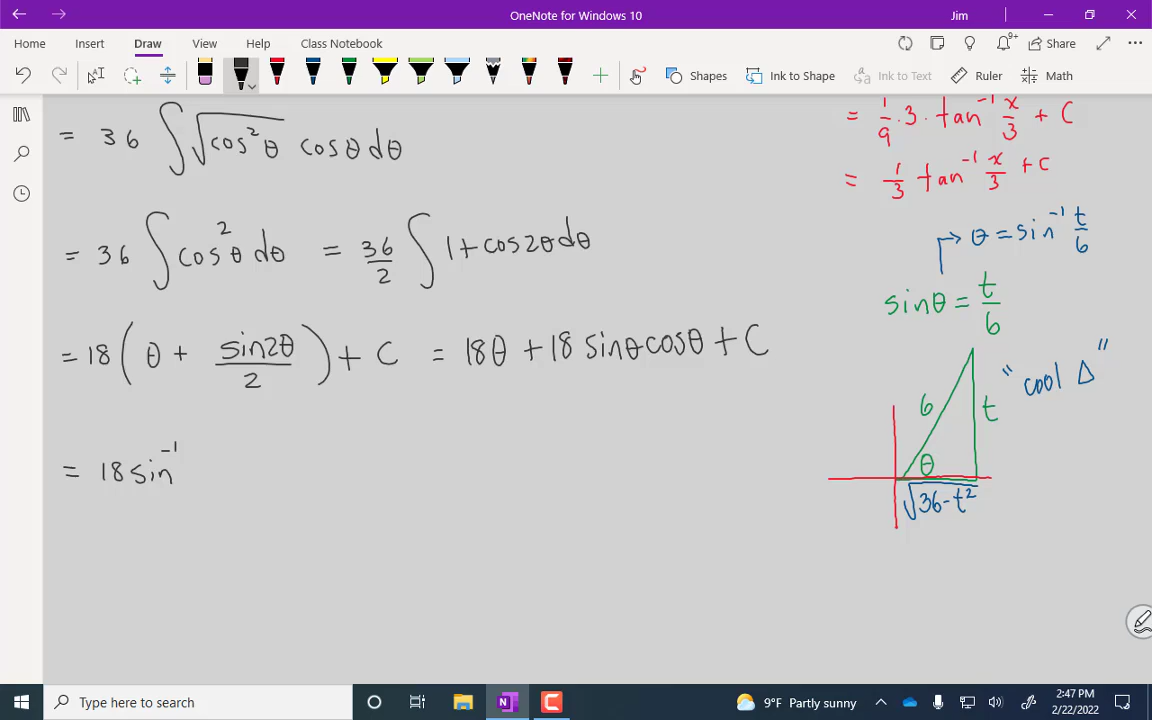 OneNote for Windows 10
Jim
Home Insert Draw View Help Class Notebook
9+ Share
Shapes Ink to Shape Ink to Text Ruler Math
= 36 ∫ √cos²θ cosθ dθ
= 36 ∫ cos²θ dθ = 36/2 ∫ 1 + cos2θ dθ
= 18 ( θ + sin2θ/2 ) + C = 18θ + 18 sinθcosθ + C
= 18 sin⁻¹
= 1/9 · 3 · tan⁻¹ x/3 + C
= 1/3 tan⁻¹ x/3 + C
→ θ = sin⁻¹ t/6
sinθ = t/6
"cool Δ"
6
t
θ
√36-t²
Type here to search
9°F Partly sunny
2:47 PM
2/22/2022